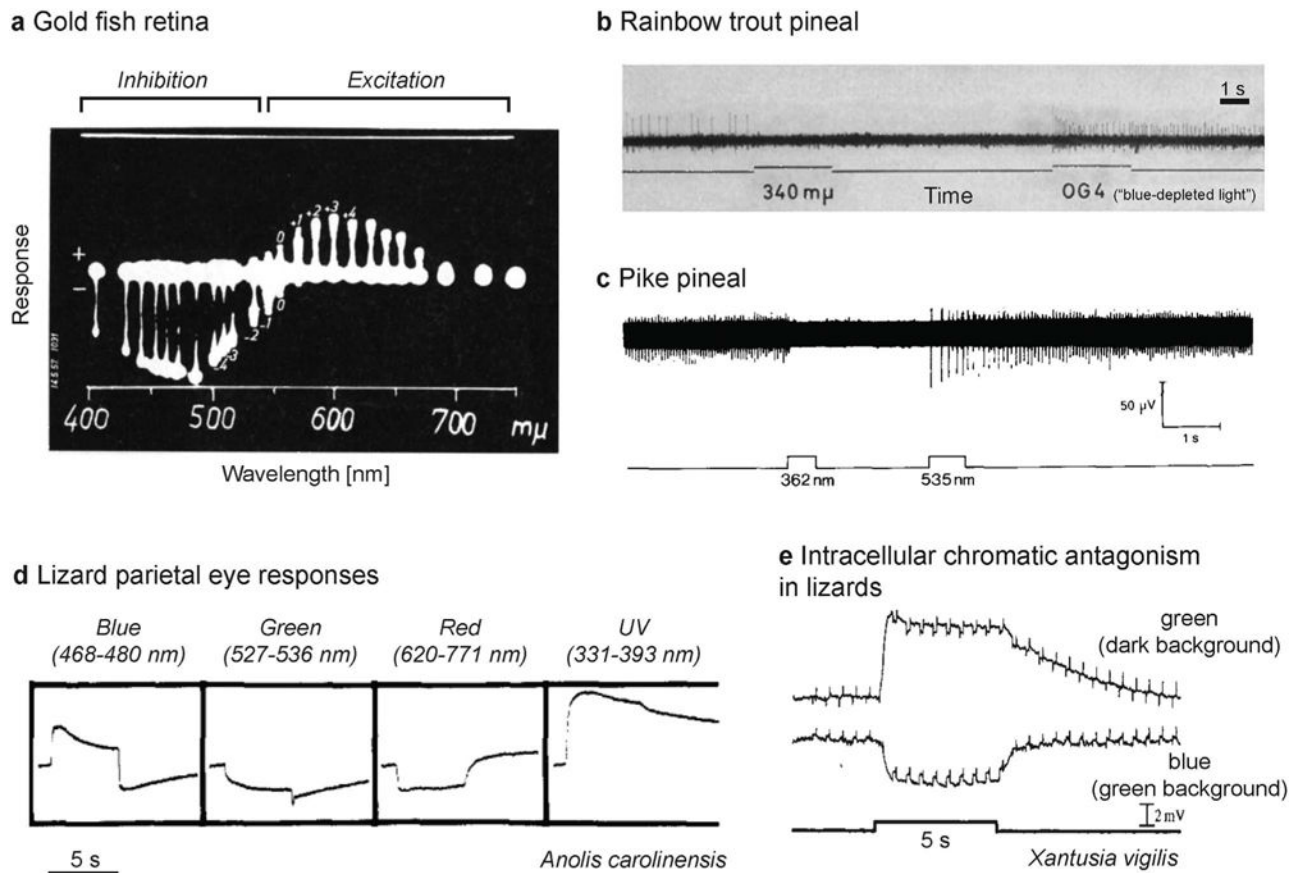 a Gold fish retina
Inhibition Excitation
Response
+
−
0 +1 +2 +3 +4
-4 -3 -2 -1 0
400 500 600 700 mµ
Wavelength [nm]
b Rainbow trout pineal
1 s
340 mµ Time OG4 ("blue-depleted light")
c Pike pineal
50 µV
1 s
362 nm 535 nm
d Lizard parietal eye responses
Blue Green Red UV
(468-480 nm) (527-536 nm) (620-771 nm) (331-393 nm)
5 s Anolis carolinensis
e Intracellular chromatic antagonism
in lizards
green
(dark background)
blue
(green background)
2 mV
5 s
Xantusia vigilis